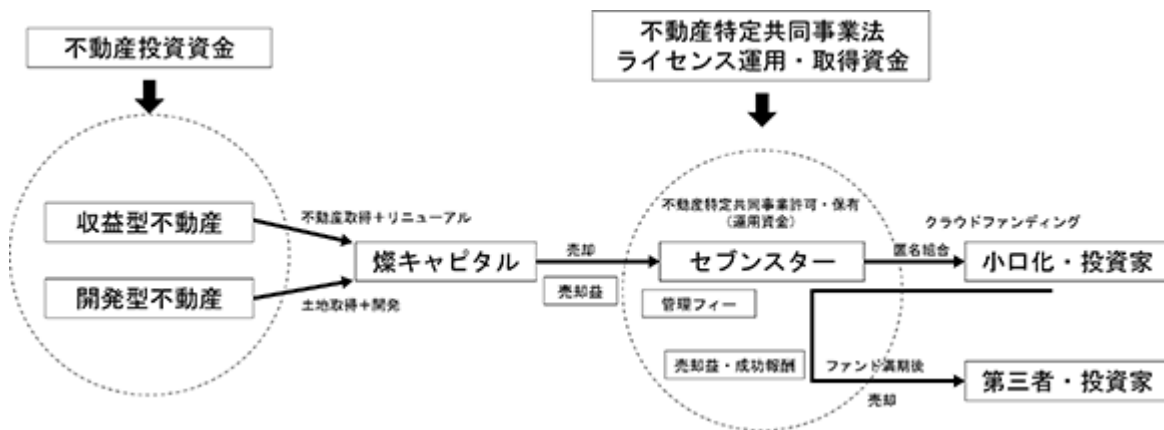 不動産投資資金
不動産特定共同事業法
ライセンス運用・取得資金
収益型不動産
不動産取得+リニューアル
開発型不動産
土地取得+開発
燦キャピタル
売却
売却益
不動産特定共同事業許可・保有
(運用資金)
セブンスター
管理フィー
クラウドファンディング
匿名組合
小口化・投資家
売却益・成功報酬
ファンド満期後
売却
第三者・投資家